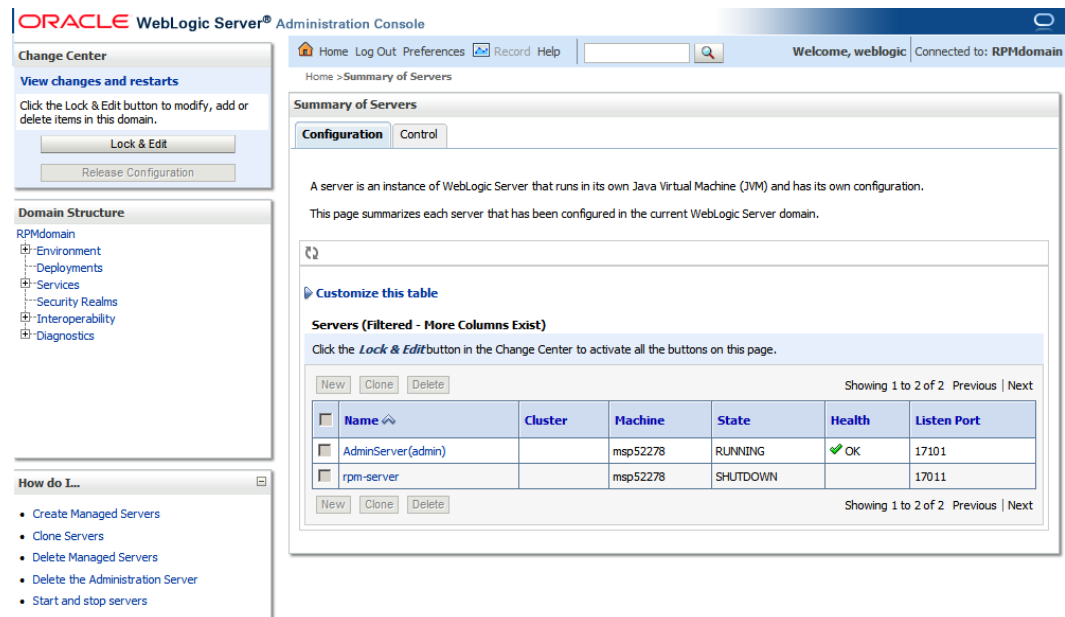 ORACLE WebLogic Server® Administration Console
Change Center
View changes and restarts
Click the Lock & Edit button to modify, add or
delete items in this domain.
Lock & Edit
Release Configuration
Domain Structure
RPMdomain
Environment
Deployments
Services
Security Realms
Interoperability
Diagnostics
How do I...
Create Managed Servers
Clone Servers
Delete Managed Servers
Delete the Administration Server
Start and stop servers
Home Log Out Preferences Record Help
Welcome, weblogic Connected to: RPMdomain
Home >Summary of Servers
Summary of Servers
Configuration Control
A server is an instance of WebLogic Server that runs in its own Java Virtual Machine (JVM) and has its own configuration.
This page summarizes each server that has been configured in the current WebLogic Server domain.
Customize this table
Servers (Filtered - More Columns Exist)
Click the Lock & Edit button in the Change Center to activate all the buttons on this page.
New Clone Delete Showing 1 to 2 of 2 Previous | Next
Name Cluster Machine State Health Listen Port
AdminServer(admin) msp52278 RUNNING OK 17101
rpm-server msp52278 SHUTDOWN 17011
New Clone Delete Showing 1 to 2 of 2 Previous | Next